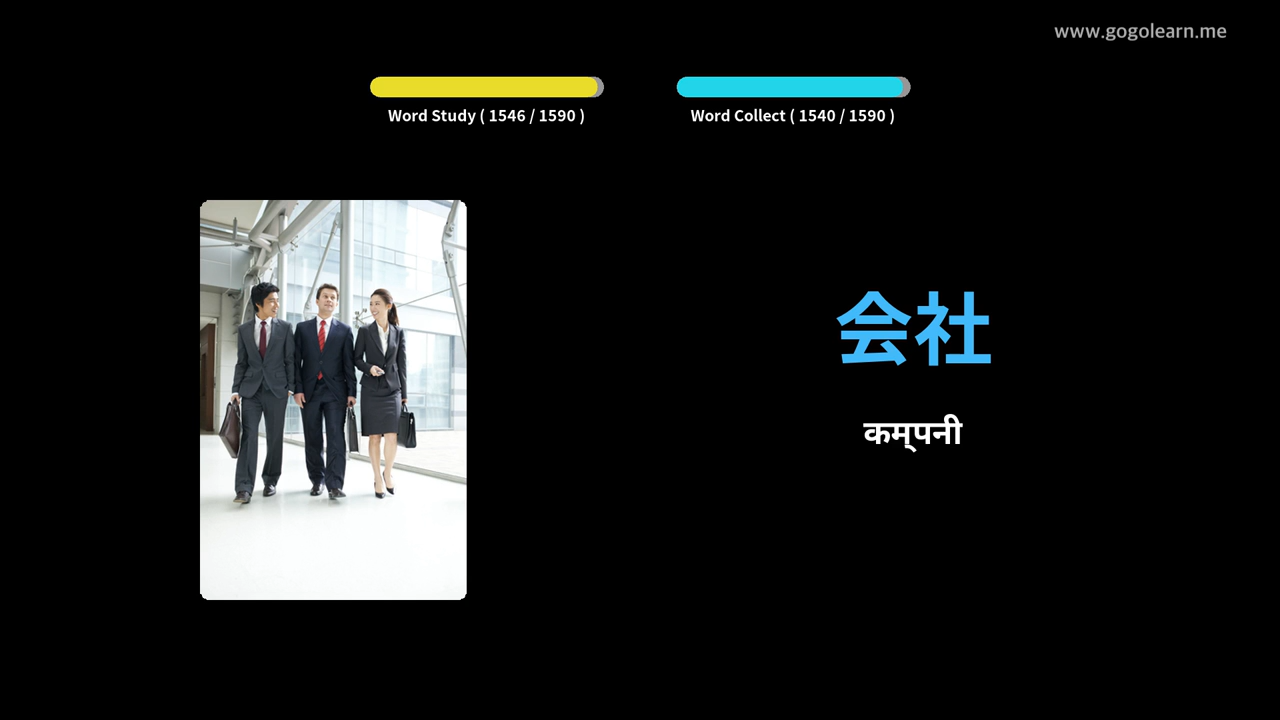 www.gogolearn.me
Word Study ( 1546 / 1590 )
Word Collect ( 1540 / 1590 )
会社
कम्पनी